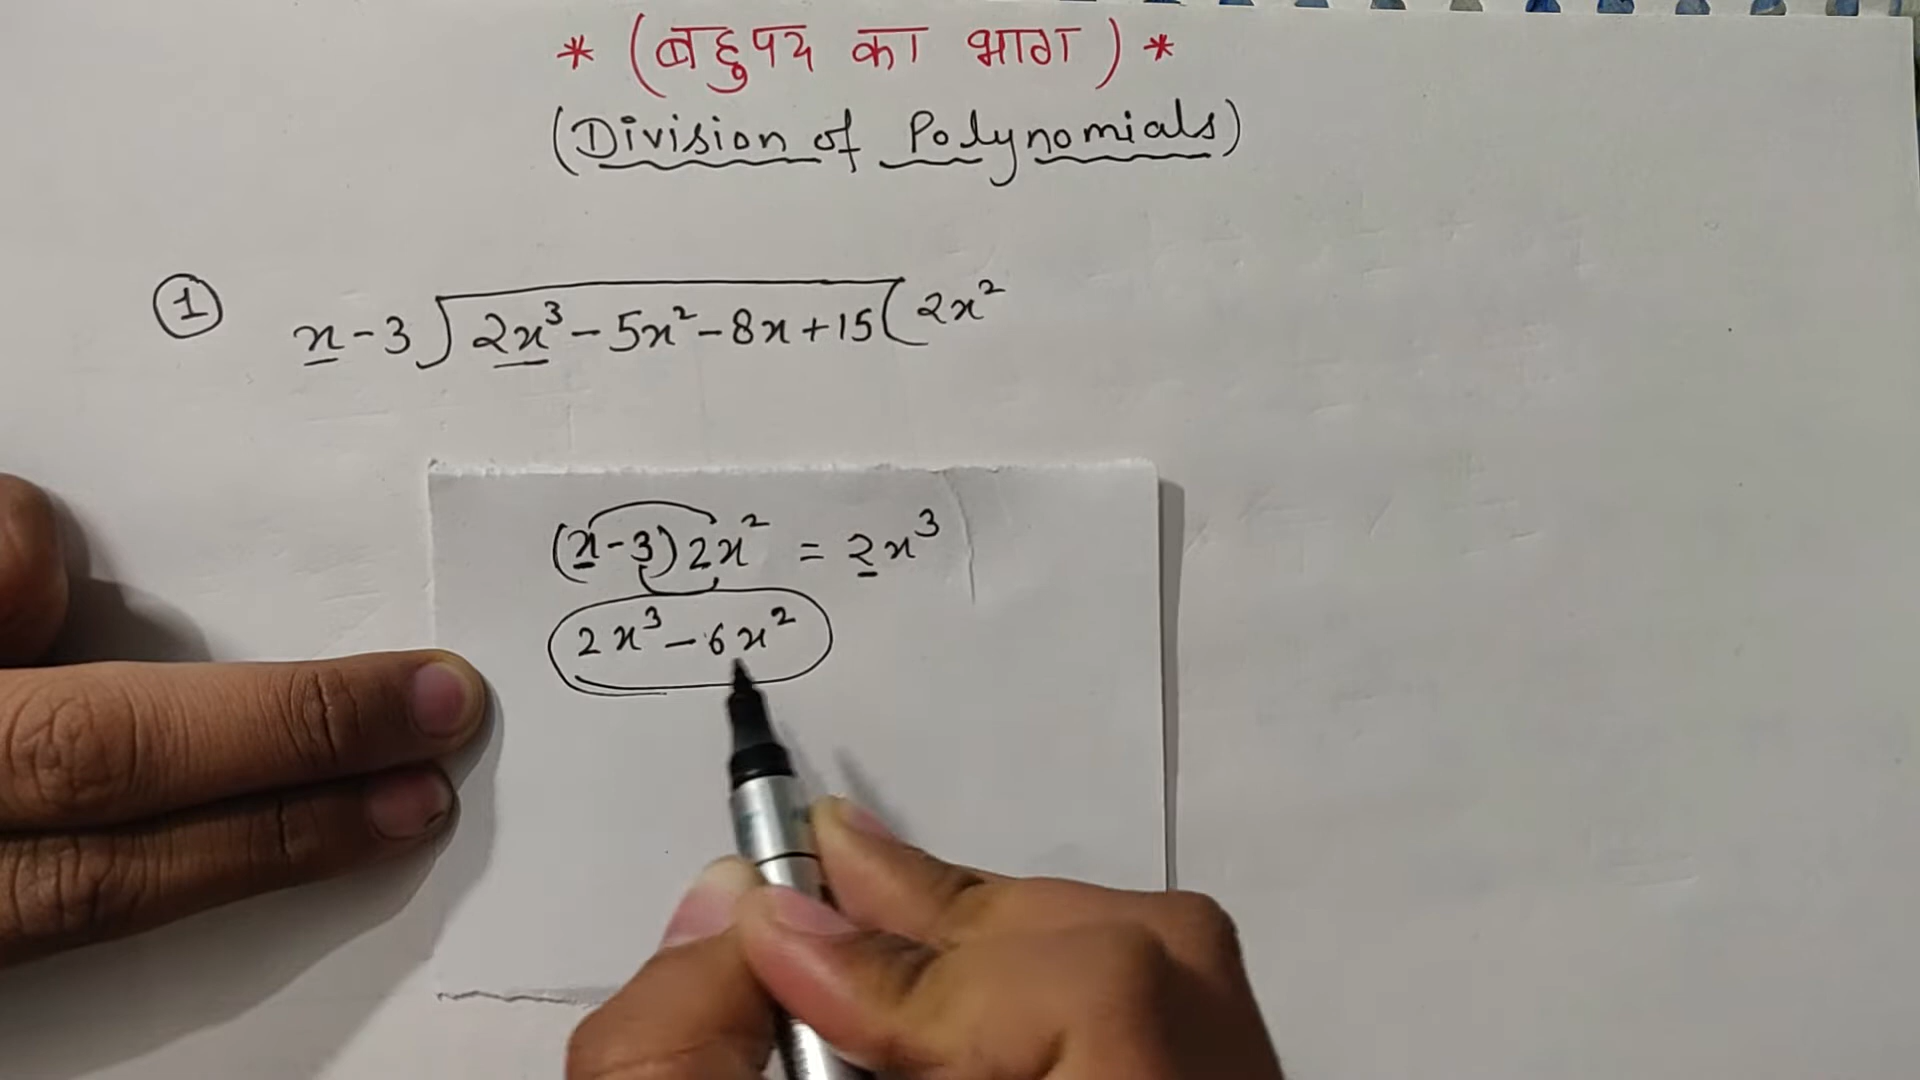 * (बहुपद का भाग) *
(Division of Polynomials)
① x-3)2x³-5x²-8x+15(2x²
(x-3)2x² = 2x³
2x³-6x²